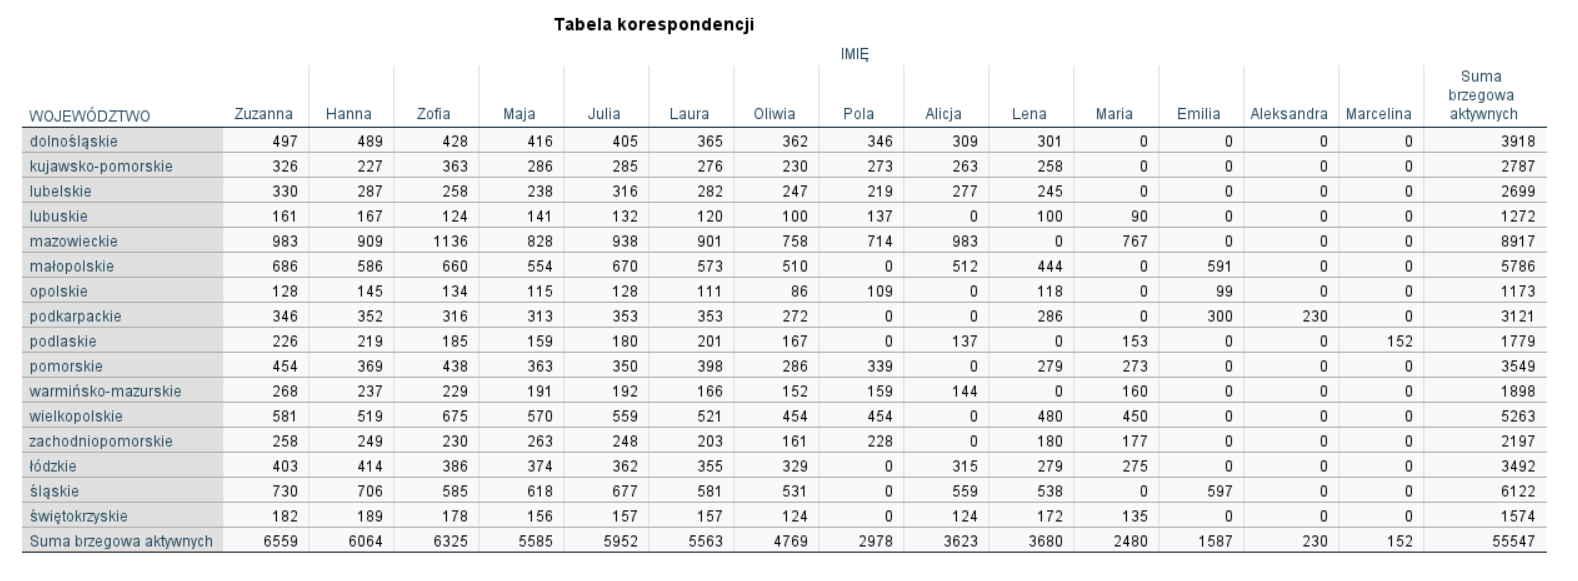 Tabela korespondencji
IMIĘ
WOJEWÓDZTWO Zuzanna Hanna Zofia Maja Julia Laura Oliwia Pola Alicja Lena Maria Emilia Aleksandra Marcelina Suma brzegowa aktywnych
dolnośląskie 497 489 428 416 405 365 362 346 309 301 0 0 0 0 3918
kujawsko-pomorskie 326 227 363 286 285 276 230 273 263 258 0 0 0 0 2787
lubelskie 330 287 258 238 316 282 247 219 277 245 0 0 0 0 2699
lubuskie 161 167 124 141 132 120 100 137 0 100 90 0 0 0 1272
mazowieckie 983 909 1136 828 938 901 758 714 983 0 767 0 0 0 8917
małopolskie 686 586 660 554 670 573 510 0 512 444 0 591 0 0 5786
opolskie 128 145 134 115 128 111 86 109 0 118 0 99 0 0 1173
podkarpackie 346 352 316 313 353 353 272 0 0 286 0 300 230 0 3121
podlaskie 226 219 185 159 180 201 167 0 137 0 153 0 0 152 1779
pomorskie 454 369 438 363 350 398 286 339 0 279 273 0 0 0 3549
warmińsko-mazurskie 268 237 229 191 192 166 152 159 144 0 160 0 0 0 1898
wielkopolskie 581 519 675 570 559 521 454 454 0 480 450 0 0 0 5263
zachodniopomorskie 258 249 230 263 248 203 161 228 0 180 177 0 0 0 2197
łódzkie 403 414 386 374 362 355 329 0 315 279 275 0 0 0 3492
śląskie 730 706 585 618 677 581 531 0 559 538 0 597 0 0 6122
świętokrzyskie 182 189 178 156 157 157 124 0 124 172 135 0 0 0 1574
Suma brzegowa aktywnych 6559 6064 6325 5585 5952 5563 4769 2978 3623 3680 2480 1587 230 152 55547